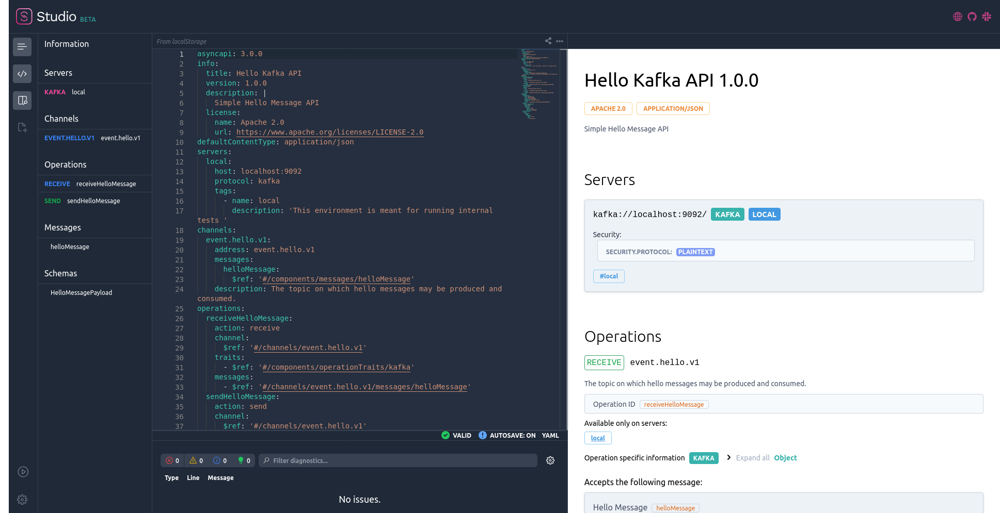 Studio BETA
Information
Servers
KAFKA local
Channels
EVENT.HELLO.V1 event.hello.v1
Operations
RECEIVE receiveHelloMessage
SEND sendHelloMessage
Messages
helloMessage
Schemas
HelloMessagePayload
From localStorage
1 asyncapi: 3.0.0
2 info:
3 title: Hello Kafka API
4 version: 1.0.0
5 description: |
6 Simple Hello Message API
7 license:
8 name: Apache 2.0
9 url: https://www.apache.org/licenses/LICENSE-2.0
10 defaultContentType: application/json
11 servers:
12 local:
13 host: localhost:9092
14 protocol: kafka
15 tags:
16 - name: local
17 description: 'This environment is meant for running internal
tests '
18 channels:
19 event.hello.v1:
20 address: event.hello.v1
21 messages:
22 helloMessage:
23 $ref: '#/components/messages/helloMessage'
24 description: The topic on which hello messages may be produced and
consumed.
25 operations:
26 receiveHelloMessage:
27 action: receive
28 channel:
29 $ref: '#/channels/event.hello.v1'
30 traits:
31 - $ref: '#/components/operationTraits/kafka'
32 messages:
33 - $ref: '#/channels/event.hello.v1/messages/helloMessage'
34 sendHelloMessage:
35 action: send
36 channel:
37 $ref: '#/channels/event.hello.v1'
VALID AUTOSAVE: ON YAML
0 0 0 0 Filter diagnostics...
Type Line Message
No issues.
Hello Kafka API 1.0.0
APACHE 2.0 APPLICATION/JSON
Simple Hello Message API
Servers
kafka://localhost:9092/ KAFKA LOCAL
Security:
SECURITY.PROTOCOL: PLAINTEXT
#local
Operations
RECEIVE event.hello.v1
The topic on which hello messages may be produced and consumed.
Operation ID receiveHelloMessage
Available only on servers:
local
Operation specific information KAFKA Expand all Object
Accepts the following message:
Hello Message helloMessage